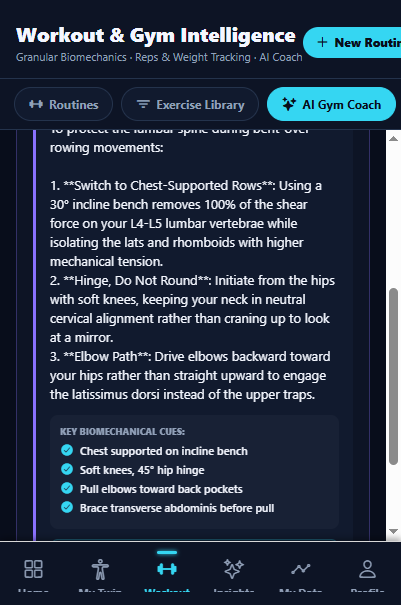 Workout & Gym Intelligence
Granular Biomechanics · Reps & Weight Tracking · AI Coach
+ New Routin
Routines
Exercise Library
AI Gym Coach
To protect the lumbar spine during bent-over
rowing movements:
1. **Switch to Chest-Supported Rows**: Using a
30° incline bench removes 100% of the shear
force on your L4-L5 lumbar vertebrae while
isolating the lats and rhomboids with higher
mechanical tension.
2. **Hinge, Do Not Round**: Initiate from the hips
with soft knees, keeping your neck in neutral
cervical alignment rather than craning up to look
at a mirror.
3. **Elbow Path**: Drive elbows backward toward
your hips rather than straight upward to engage
the latissimus dorsi instead of the upper traps.
KEY BIOMECHANICAL CUES:
Chest supported on incline bench
Soft knees, 45° hip hinge
Pull elbows toward back pockets
Brace transverse abdominis before pull
Home
My Twin
Workout
Insights
My Data
Profile